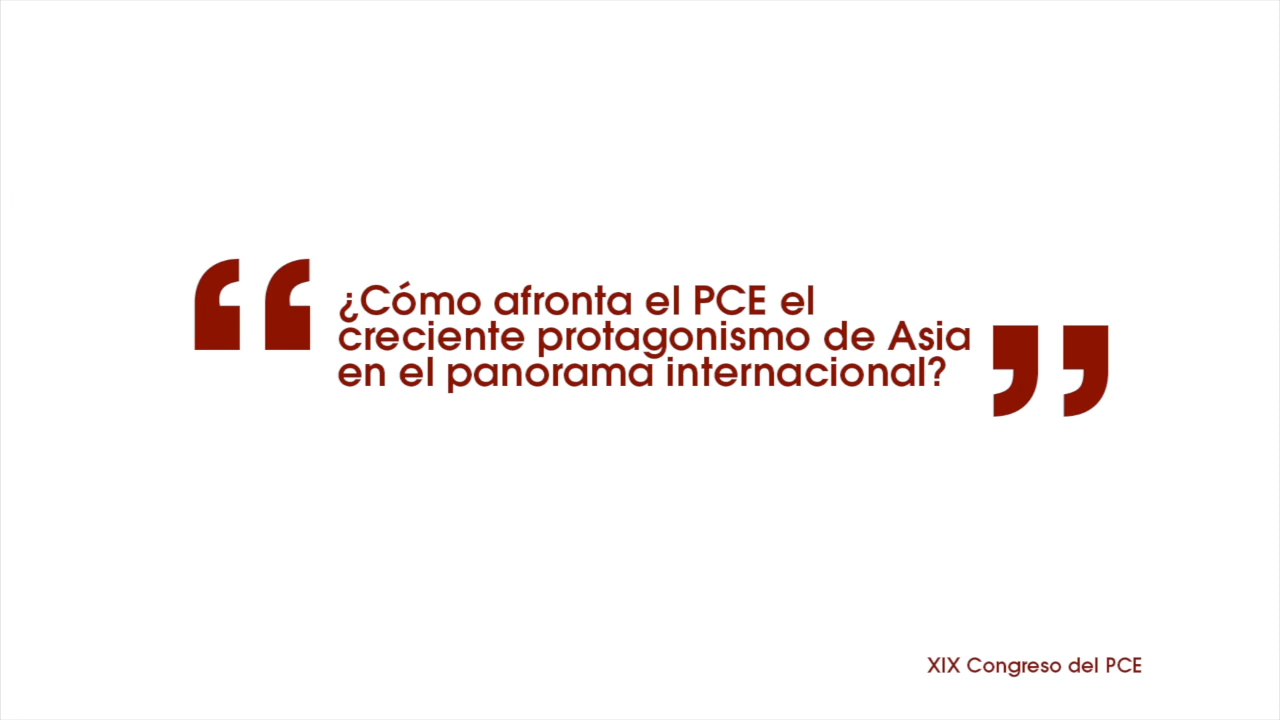 “¿Cómo afronta el PCE el
creciente protagonismo de Asia
en el panorama internacional?”
XIX Congreso del PCE